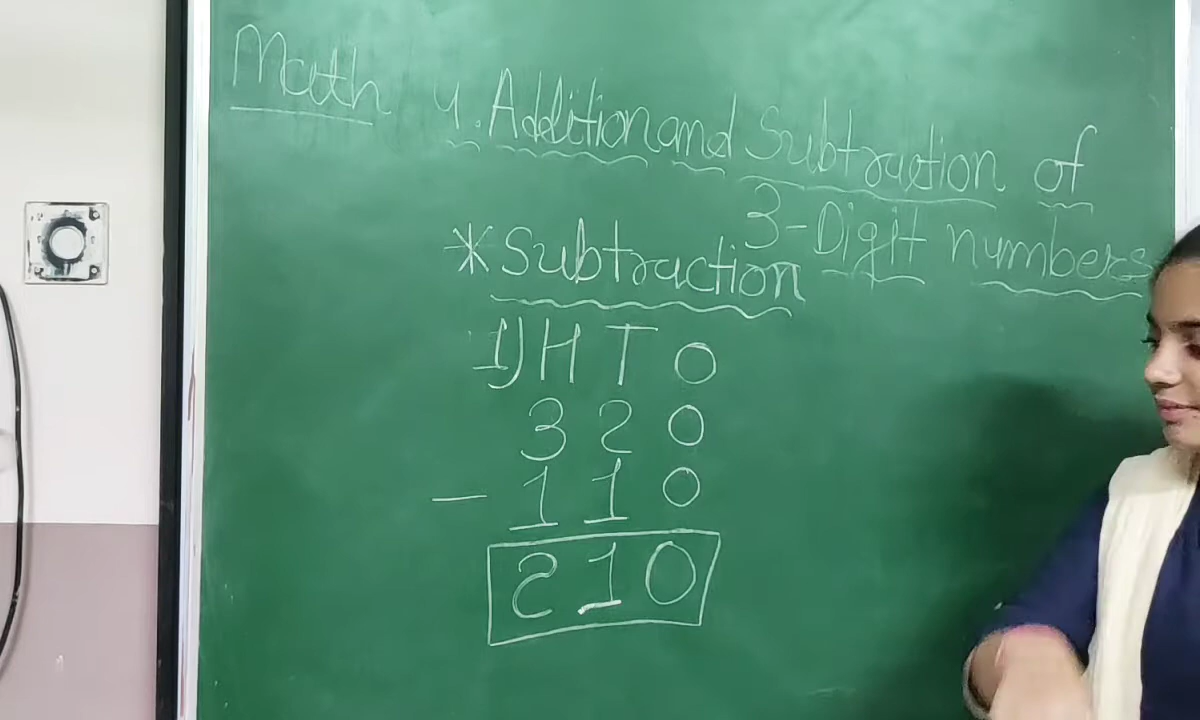 Math 4. Addition and Subtraction of
3-Digit numbers
*Subtraction
1) H T O
3 2 0
- 1 1 0
2 1 0